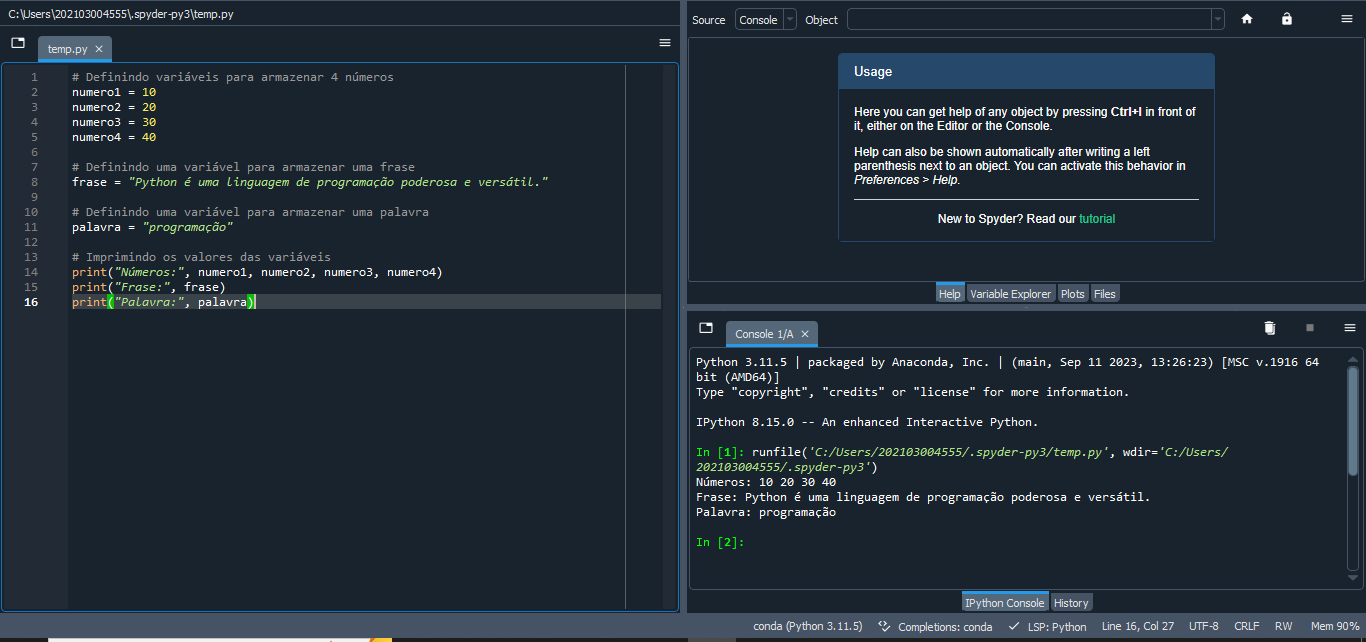 C:\Users\202103004555\.spyder-py3\temp.py
temp.py
1 # Definindo variáveis para armazenar 4 números
2 numero1 = 10
3 numero2 = 20
4 numero3 = 30
5 numero4 = 40
6
7 # Definindo uma variável para armazenar uma frase
8 frase = "Python é uma linguagem de programação poderosa e versátil."
9
10 # Definindo uma variável para armazenar uma palavra
11 palavra = "programação"
12
13 # Imprimindo os valores das variáveis
14 print("Números:", numero1, numero2, numero3, numero4)
15 print("Frase:", frase)
16 print("Palavra:", palavra)
Source Console Object
Usage
Here you can get help of any object by pressing Ctrl+I in front of
it, either on the Editor or the Console.
Help can also be shown automatically after writing a left
parenthesis next to an object. You can activate this behavior in
Preferences > Help.
New to Spyder? Read our tutorial
Help Variable Explorer Plots Files
Console 1/A
Python 3.11.5 | packaged by Anaconda, Inc. | (main, Sep 11 2023, 13:26:23) [MSC v.1916 64
bit (AMD64)]
Type "copyright", "credits" or "license" for more information.
IPython 8.15.0 -- An enhanced Interactive Python.
In [1]: runfile('C:/Users/202103004555/.spyder-py3/temp.py', wdir='C:/Users/
202103004555/.spyder-py3')
Números: 10 20 30 40
Frase: Python é uma linguagem de programação poderosa e versátil.
Palavra: programação
In [2]:
IPython Console History
conda (Python 3.11.5) Completions: conda LSP: Python Line 16, Col 27 UTF-8 CRLF RW Mem 90%